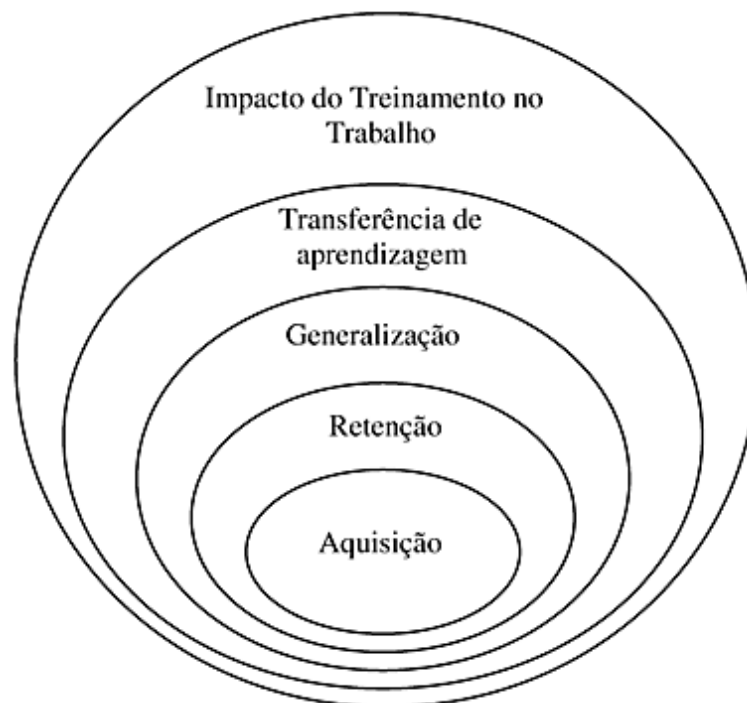 Impacto do Treinamento no
Trabalho
Transferência de
aprendizagem
Generalização
Retenção
Aquisição